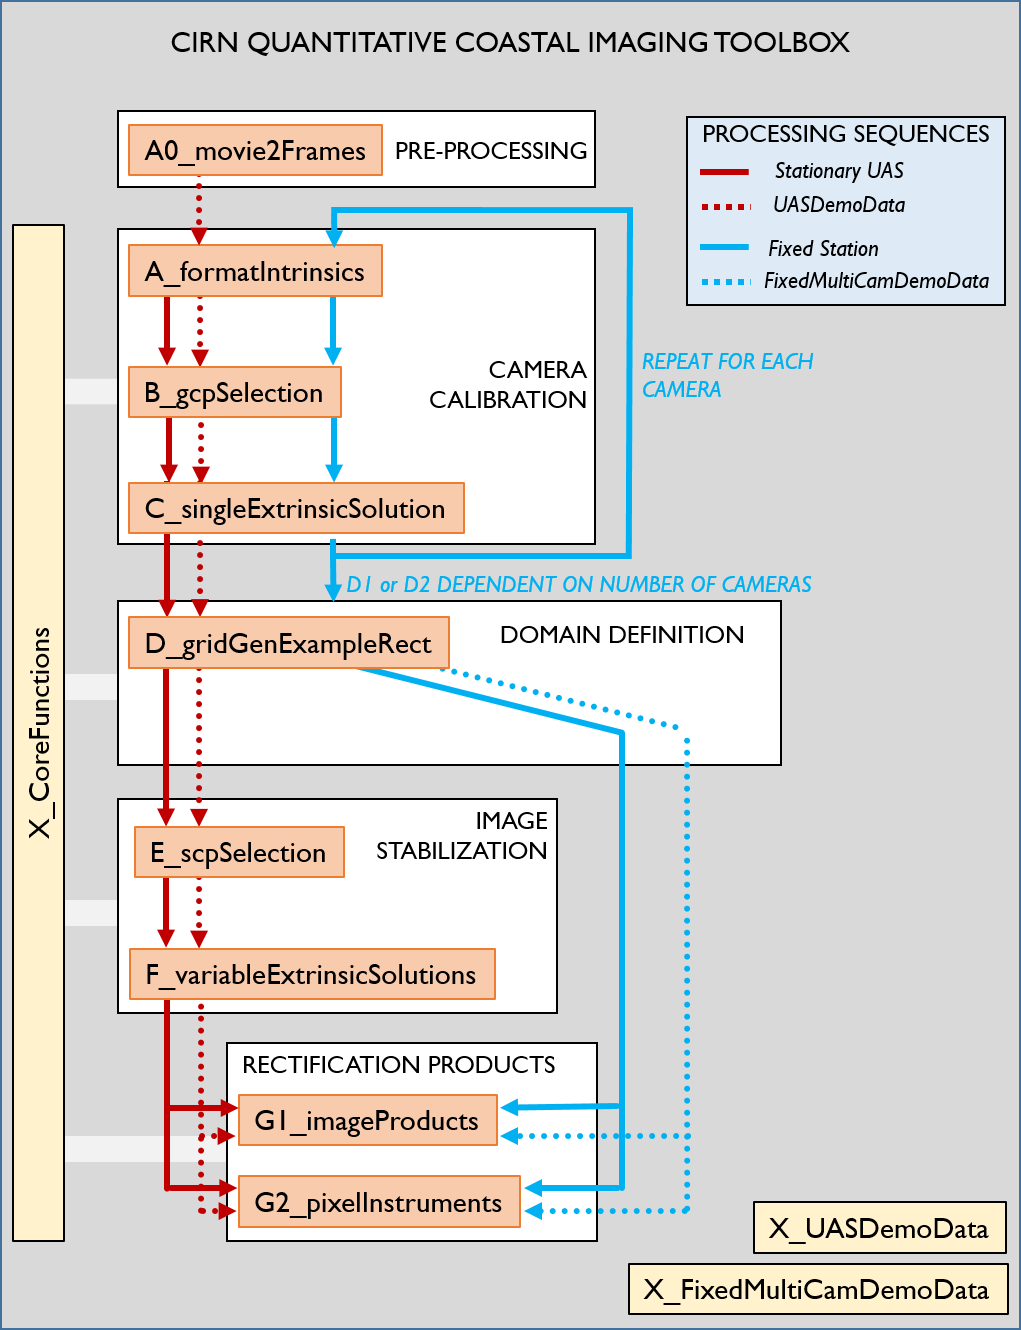 CIRN QUANTITATIVE COASTAL IMAGING TOOLBOX
A0_movie2Frames
PRE-PROCESSING
PROCESSING SEQUENCES
Stationary UAS
UASDemoData
Fixed Station
FixedMultiCamDemoData
A_formatIntrinsics
B_gcpSelection
CAMERA
CALIBRATION
REPEAT FOR EACH
CAMERA
C_singleExtrinsicSolution
D1 or D2 DEPENDENT ON NUMBER OF CAMERAS
D_gridGenExampleRect
DOMAIN DEFINITION
X_CoreFunctions
IMAGE
STABILIZATION
E_scpSelection
F_variableExtrinsicSolutions
RECTIFICATION PRODUCTS
G1_imageProducts
G2_pixelInstruments
X_UASDemoData
X_FixedMultiCamDemoData